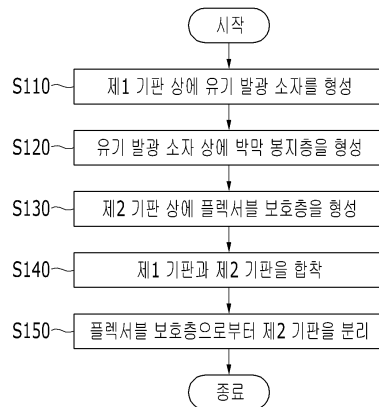 시작
S110
제1 기판 상에 유기 발광 소자를 형성
S120
유기 발광 소자 상에 박막 봉지층을 형성
S130
제2 기판 상에 플렉서블 보호층을 형성
S140
제1 기판과 제2 기판을 합착
S150
플렉서블 보호층으로부터 제2 기판을 분리
종료